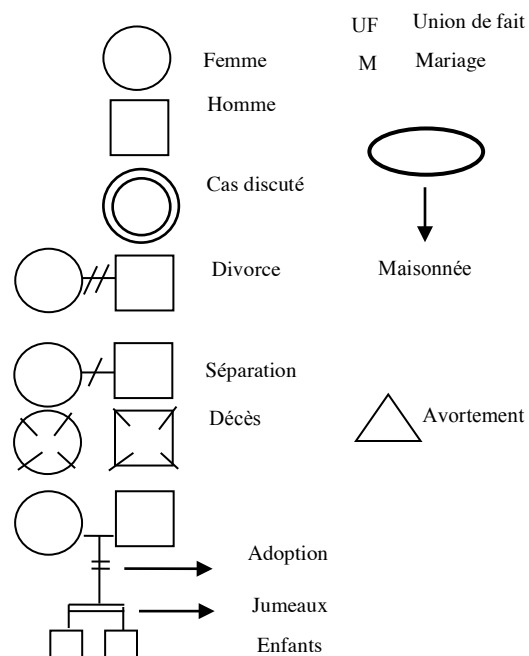 UF Union de fait
Femme M Mariage
Homme
Cas discuté
Divorce Maisonnée
Séparation
Décès Avortement
Adoption
Jumeaux
Enfants